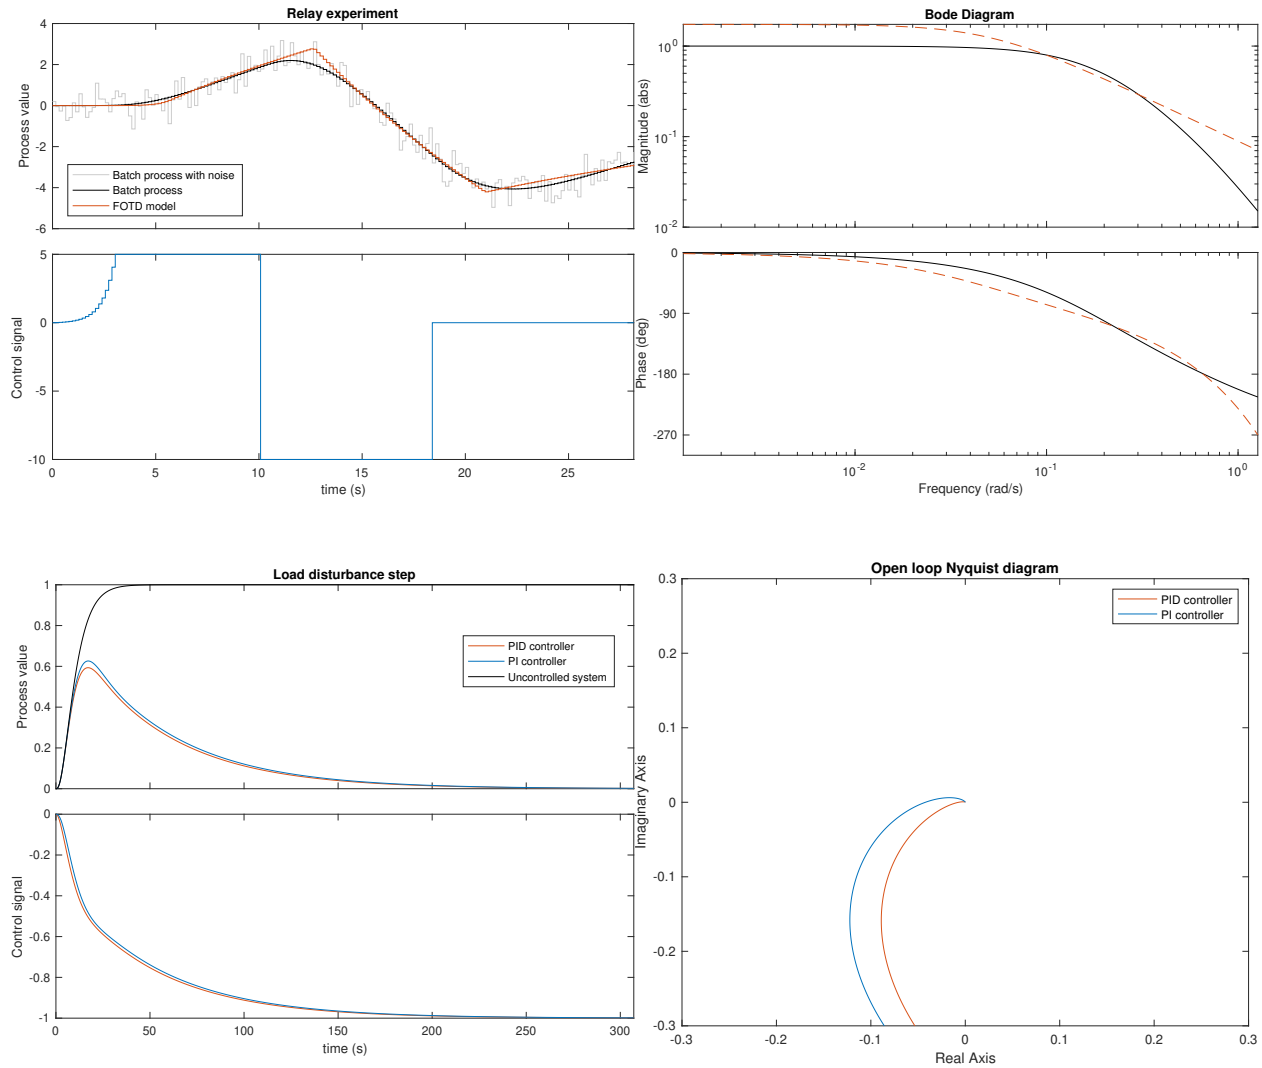 Relay experiment
4
2
0
-2
-4
-6
Process value
Batch process with noise
Batch process
FOTD model
5
0
-5
-10
Control signal
0
5
10
15
20
25
time (s)
Bode Diagram
10^0
10^-1
10^-2
Magnitude (abs)
0
-90
-180
-270
Phase (deg)
10^-2
10^-1
10^0
Frequency (rad/s)
Load disturbance step
1
0.8
0.6
0.4
0.2
0
Process value
PID controller
PI controller
Uncontrolled system
0
-0.2
-0.4
-0.6
-0.8
-1
Control signal
0
50
100
150
200
250
300
time (s)
Open loop Nyquist diagram
0.3
0.2
0.1
0
-0.1
-0.2
-0.3
Imaginary Axis
PID controller
PI controller
-0.3
-0.2
-0.1
0
0.1
0.2
0.3
Real Axis